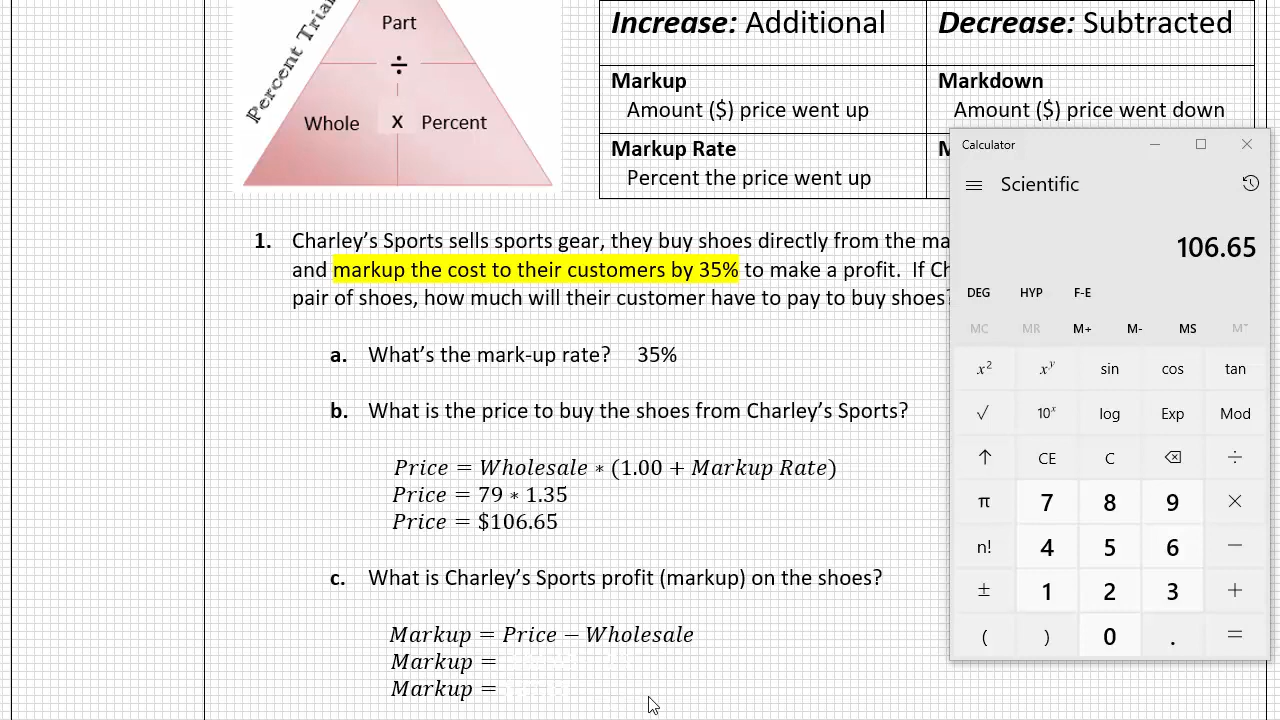 Percent Trian
Part
÷
Whole x Percent
Increase: Additional
Decrease: Subtracted
Markup
Amount ($) price went up
Markdown
Amount ($) price went down
Markup Rate
Percent the price went up
1. Charley’s Sports sells sports gear, they buy shoes directly from the ma
and markup the cost to their customers by 35% to make a profit. If Ch
pair of shoes, how much will their customer have to pay to buy shoes?
a. What’s the mark-up rate? 35%
b. What is the price to buy the shoes from Charley’s Sports?
Price = Wholesale ∗ (1.00 + Markup Rate)
Price = 79 ∗ 1.35
Price = $106.65
c. What is Charley’s Sports profit (markup) on the shoes?
Markup = Price − Wholesale
Markup =
Markup =
Calculator
Scientific
106.65
DEG HYP F-E
MC MR M+ M- MS M˅
x² xʸ sin cos tan
√ 10ˣ log Exp Mod
↑ CE C ⌫ ÷
π 7 8 9 ×
n! 4 5 6 −
± 1 2 3 +
( ) 0 . =